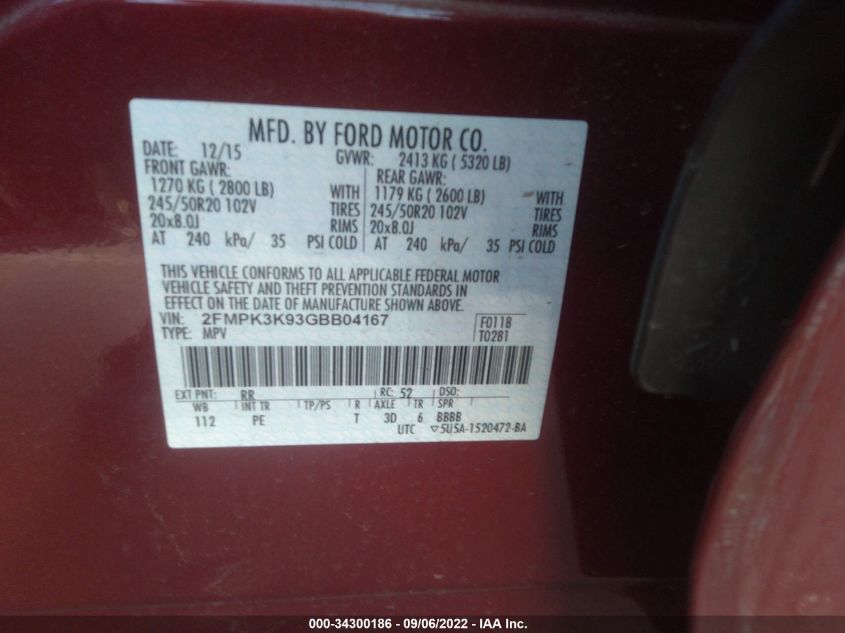 MFD. BY FORD MOTOR CO.
DATE: 12/15
GVWR: 2413 KG ( 5320 LB)
FRONT GAWR:
1270 KG ( 2800 LB) WITH
245/50R20 102V TIRES
20x8.0J RIMS
AT 240 kPa/ 35 PSI COLD
REAR GAWR:
1179 KG ( 2600 LB) WITH
245/50R20 102V TIRES
20x8.0J RIMS
AT 240 kPa/ 35 PSI COLD
THIS VEHICLE CONFORMS TO ALL APPLICABLE FEDERAL MOTOR
VEHICLE SAFETY AND THEFT PREVENTION STANDARDS IN
EFFECT ON THE DATE OF MANUFACTURE SHOWN ABOVE.
VIN: 2FMPK3K93GBB04167
TYPE: MPV
F0118
T0281
EXT PNT: RR RC: 52 DSO:
WB INT TR TP/PS R AXLE TR SPR
112 PE T 3D 6 BBBB
UTC ▽5U5A-1520472-BA
000-34300186 - 09/06/2022 - IAA Inc.